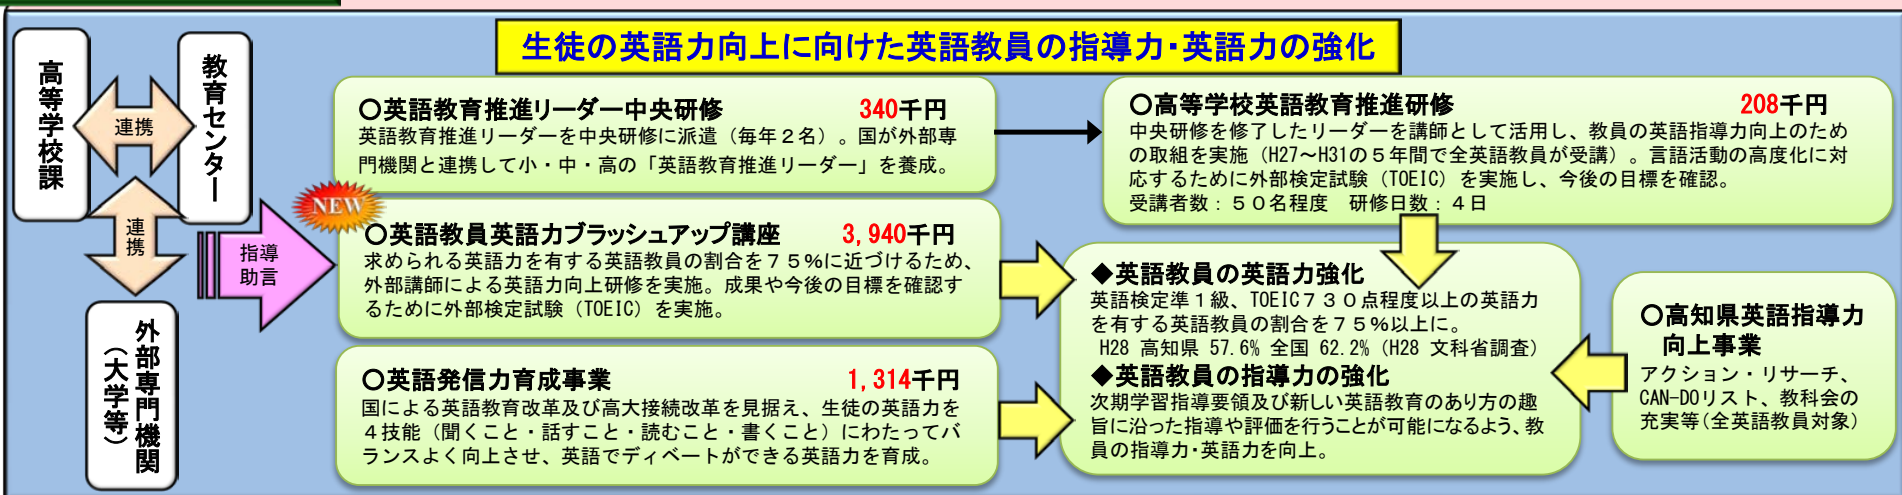 生徒の英語力向上に向けた英語教員の指導力・英語力の強化
高等学校課
連携
教育センター
連携
外部専門機関
（大学等）
指導
助言
○英語教育推進リーダー中央研修 340千円
英語教育推進リーダーを中央研修に派遣（毎年２名）。国が外部専
門機関と連携して小・中・高の「英語教育推進リーダー」を養成。
NEW
○英語教員英語力ブラッシュアップ講座 3,940千円
求められる英語力を有する英語教員の割合を７５％に近づけるため、
外部講師による英語力向上研修を実施。成果や今後の目標を確認す
るために外部検定試験（TOEIC）を実施。
○英語発信力育成事業 1,314千円
国による英語教育改革及び高大接続改革を見据え、生徒の英語力を
４技能（聞くこと・話すこと・読むこと・書くこと）にわたってバ
ランスよく向上させ、英語でディベートができる英語力を育成。
○高等学校英語教育推進研修 208千円
中央研修を修了したリーダーを講師として活用し、教員の英語指導力向上のため
の取組を実施（H27～H31の５年間で全英語教員が受講）。言語活動の高度化に対
応するために外部検定試験（TOEIC）を実施し、今後の目標を確認。
受講者数：５０名程度　研修日数：４日
◆英語教員の英語力強化
英語検定準１級、TOEIC７３０点程度以上の英語力
を有する英語教員の割合を７５％以上に。
H28 高知県 57.6% 全国 62.2%（H28 文科省調査）
◆英語教員の指導力の強化
次期学習指導要領及び新しい英語教育のあり方の趣
旨に沿った指導や評価を行うことが可能になるよう、教
員の指導力・英語力を向上。
○高知県英語指導力
向上事業
アクション・リサーチ、
CAN-DOリスト、教科会の
充実等（全英語教員対象）